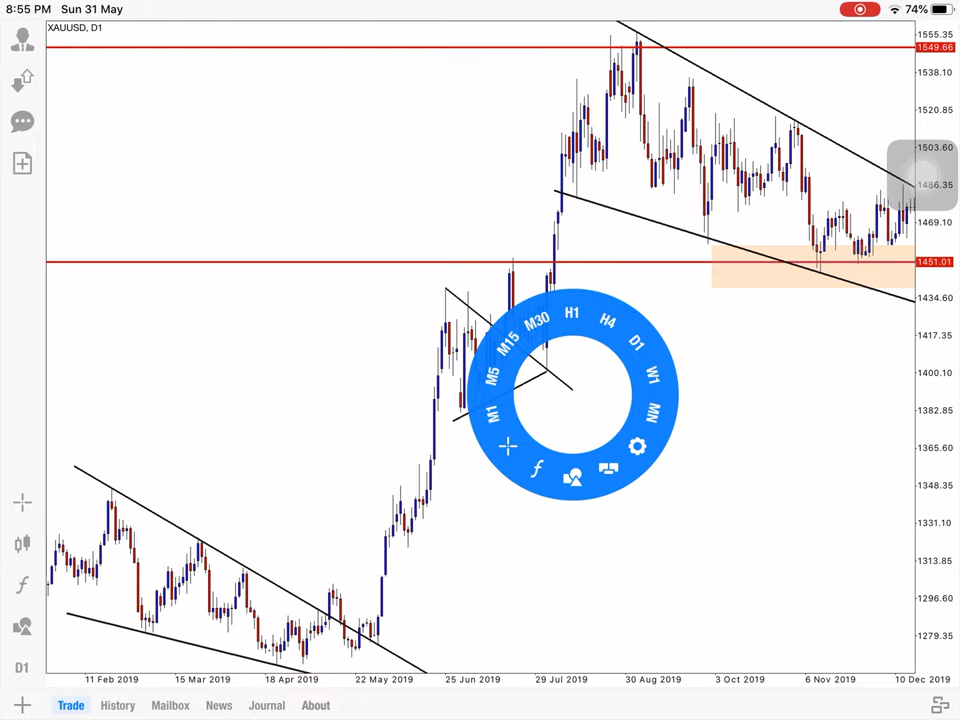 8:55 PM Sun 31 May
74%
XAUUSD, D1
1555.35
1549.66
1538.10
1520.85
1503.60
1486.35
1469.10
1451.01
1434.60
1417.35
1400.10
1382.85
1365.60
1348.35
1331.10
1313.85
1296.60
1279.35
M1
M5
M15
M30
H1
H4
D1
W1
MN
f
f
D1
11 Feb 2019
15 Mar 2019
18 Apr 2019
22 May 2019
25 Jun 2019
29 Jul 2019
30 Aug 2019
3 Oct 2019
6 Nov 2019
10 Dec 2019
Trade History Mailbox News Journal About